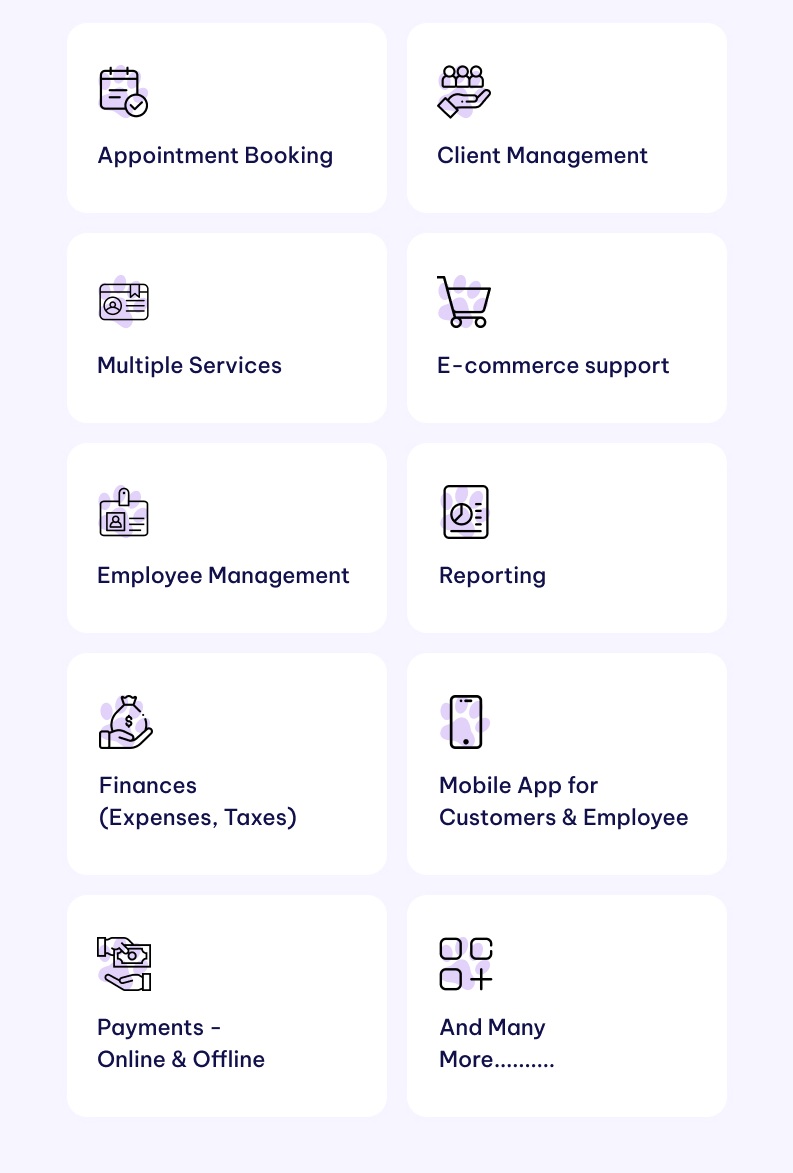 Appointment Booking
Client Management
Multiple Services
E-commerce support
Employee Management
Reporting
$
Finances
(Expenses, Taxes)
Mobile App for
Customers & Employee
Payments -
Online & Offline
And Many
More..........